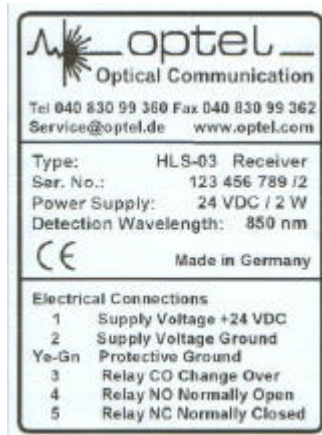 optel
Optical Communication
Tel 040 830 99 360 Fax 040 830 99 362
Service@optel.de www.optel.com
Type: HLS-03 Receiver
Ser. No.: 123 456 789 /2
Power Supply: 24 VDC / 2 W
Detection Wavelength: 850 nm
CE Made in Germany
Electrical Connections
1 Supply Voltage +24 VDC
2 Supply Voltage Ground
Ye-Gn Protective Ground
3 Relay CO Change Over
4 Relay NO Normally Open
5 Relay NC Normally Closed